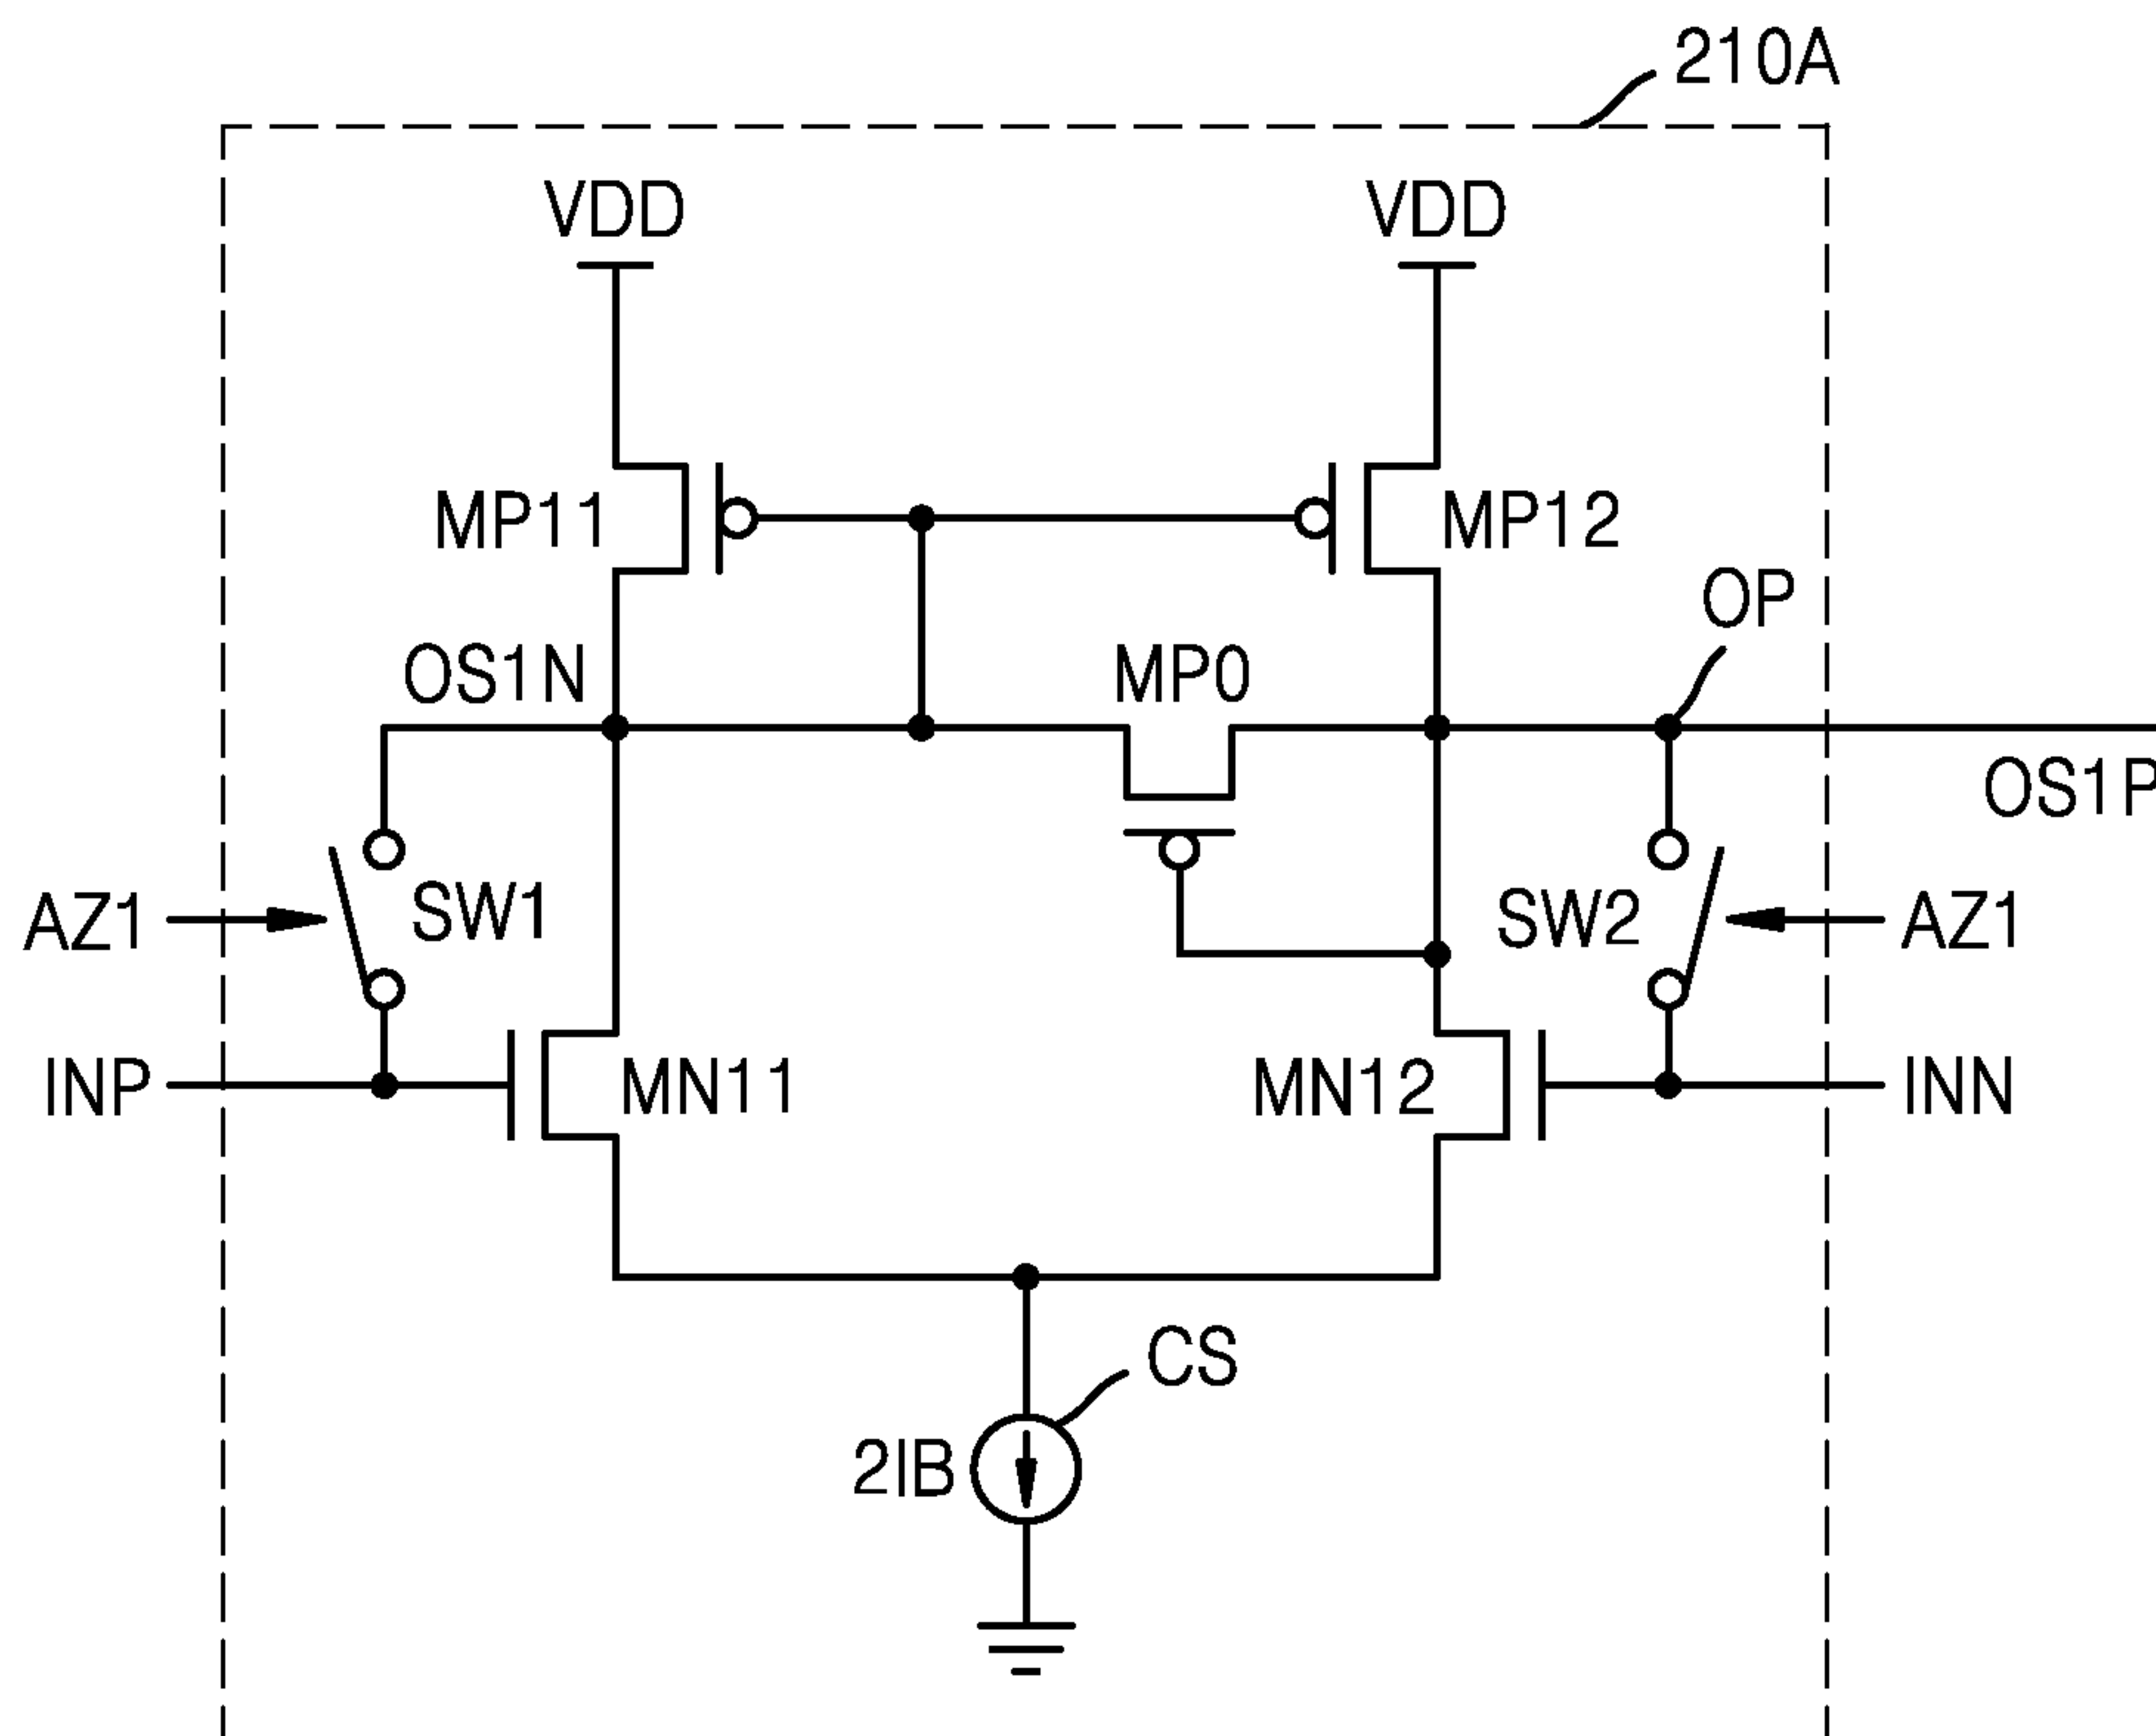 210A
VDD
VDD
MP11
MP12
OP
OS1N
MP0
OS1P
AZ1
SW1
SW2
AZ1
INP
MN11
MN12
INN
CS
2IB